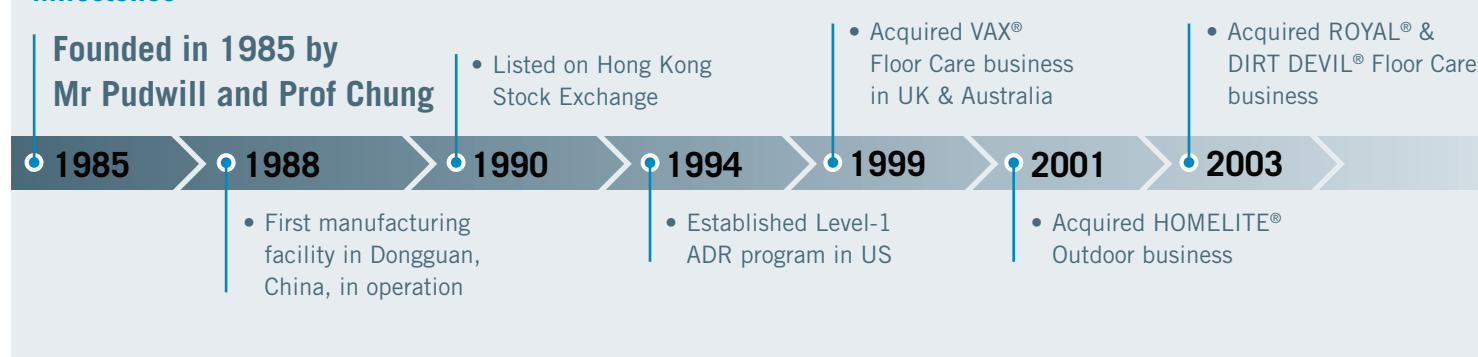 Founded in 1985 by
Mr Pudwill and Prof Chung
• Listed on Hong Kong
Stock Exchange
• Acquired VAX®
Floor Care business
in UK & Australia
• Acquired ROYAL® &
DIRT DEVIL® Floor Care
business
1985
1988
1990
1994
1999
2001
2003
• First manufacturing
facility in Dongguan,
China, in operation
• Established Level-1
ADR program in US
• Acquired HOMELITE®
Outdoor business